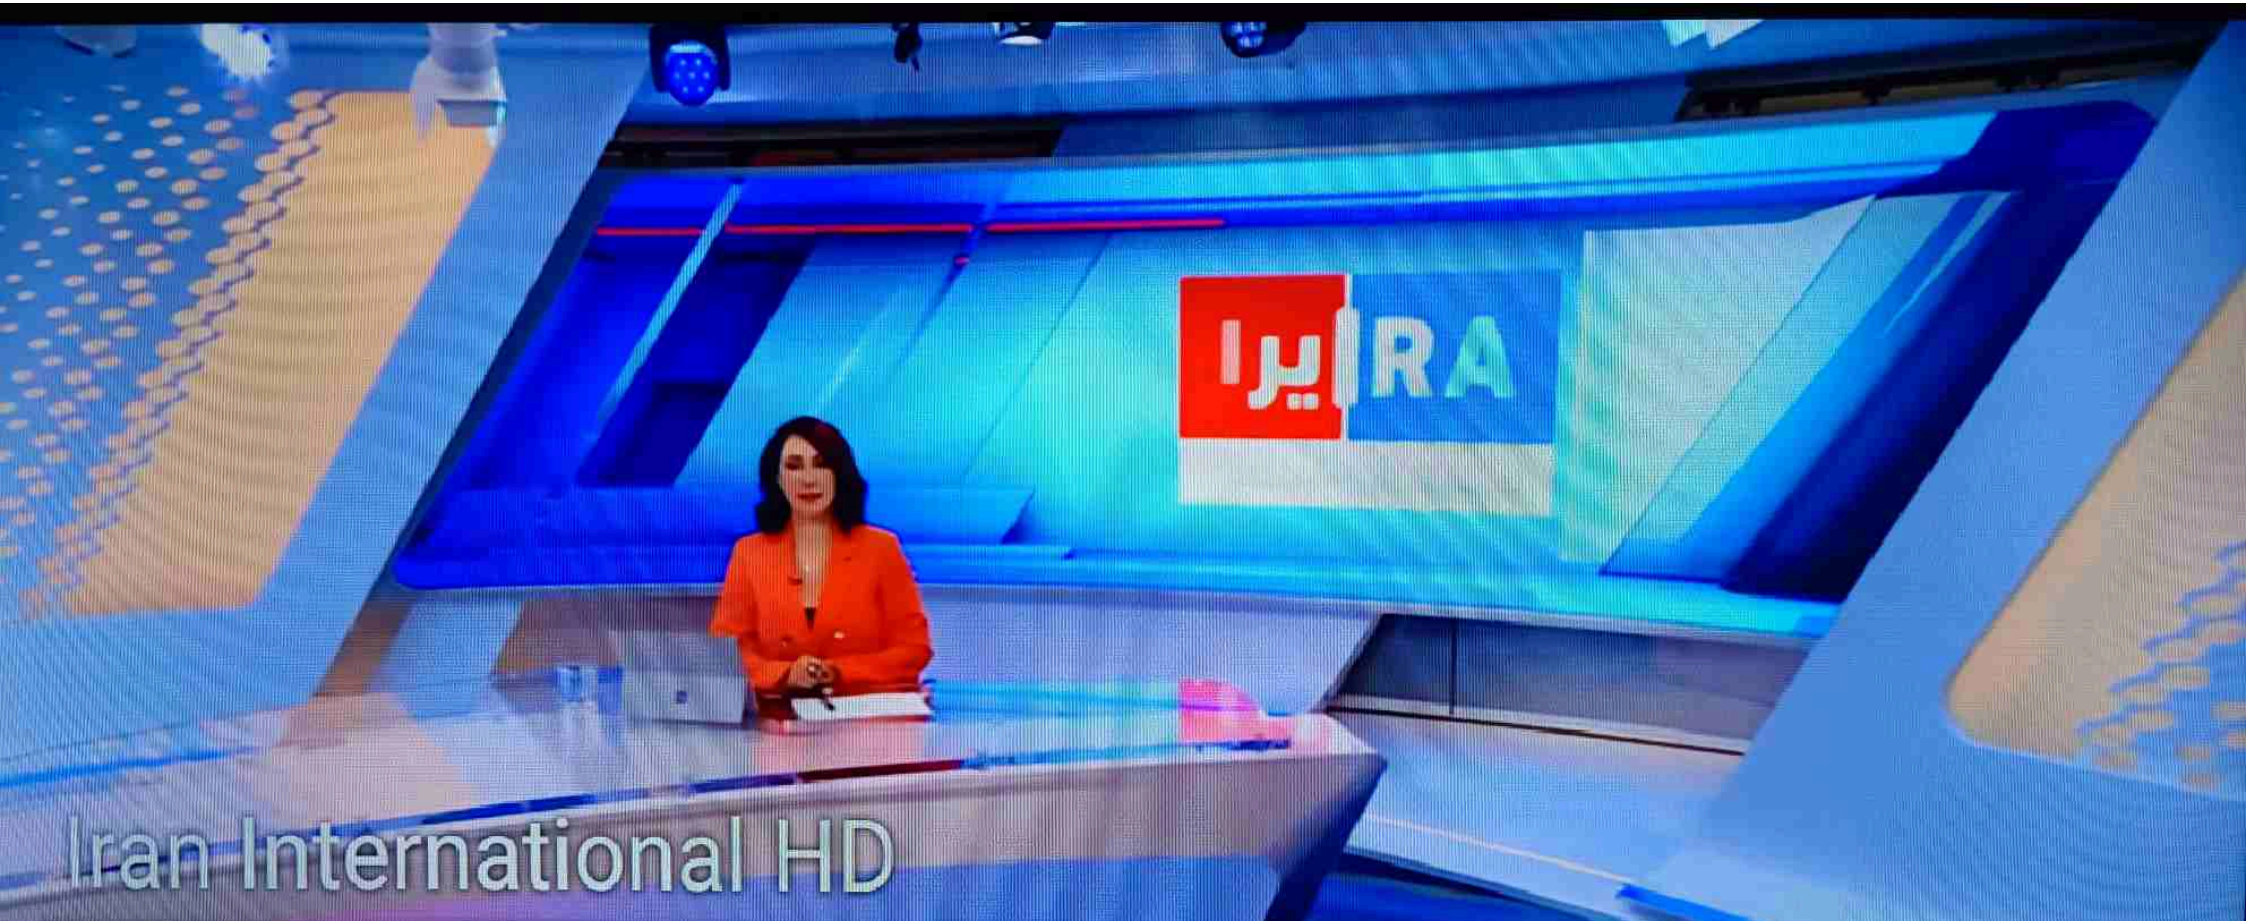 ایرا IRA
Iran International HD